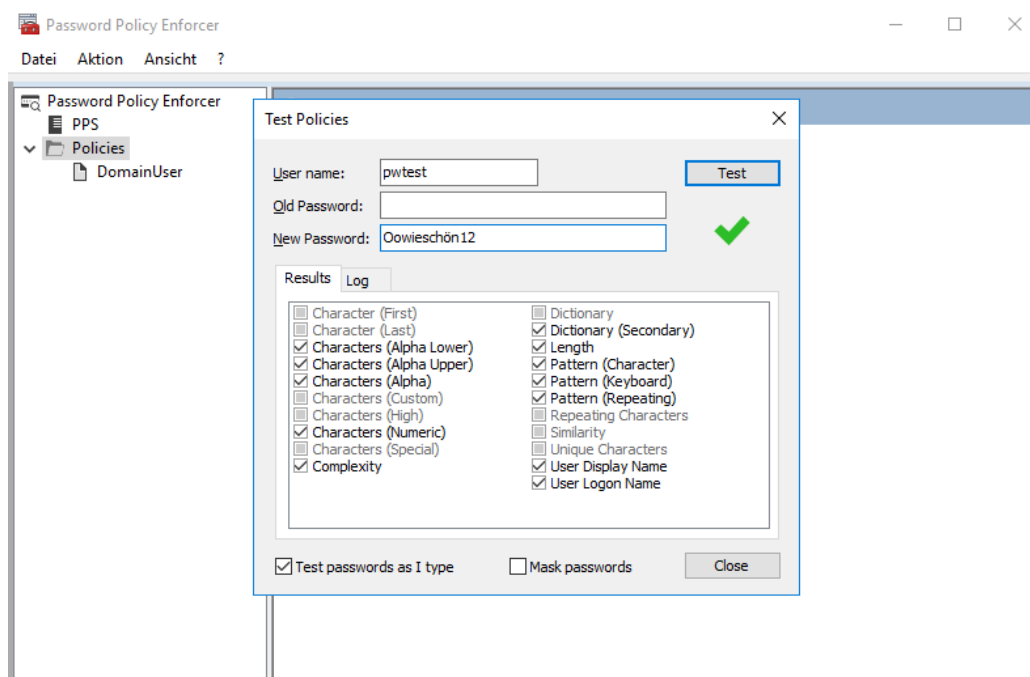 Password Policy Enforcer
Datei Aktion Ansicht ?
Password Policy Enforcer
PPS
Policies
DomainUser
Test Policies
User name: pwtest Test
Old Password:
New Password: Oowieschön12
Results Log
Character (First)
Character (Last)
Characters (Alpha Lower)
Characters (Alpha Upper)
Characters (Alpha)
Characters (Custom)
Characters (High)
Characters (Numeric)
Characters (Special)
Complexity
Dictionary
Dictionary (Secondary)
Length
Pattern (Character)
Pattern (Keyboard)
Pattern (Repeating)
Repeating Characters
Similarity
Unique Characters
User Display Name
User Logon Name
Test passwords as I type Mask passwords Close